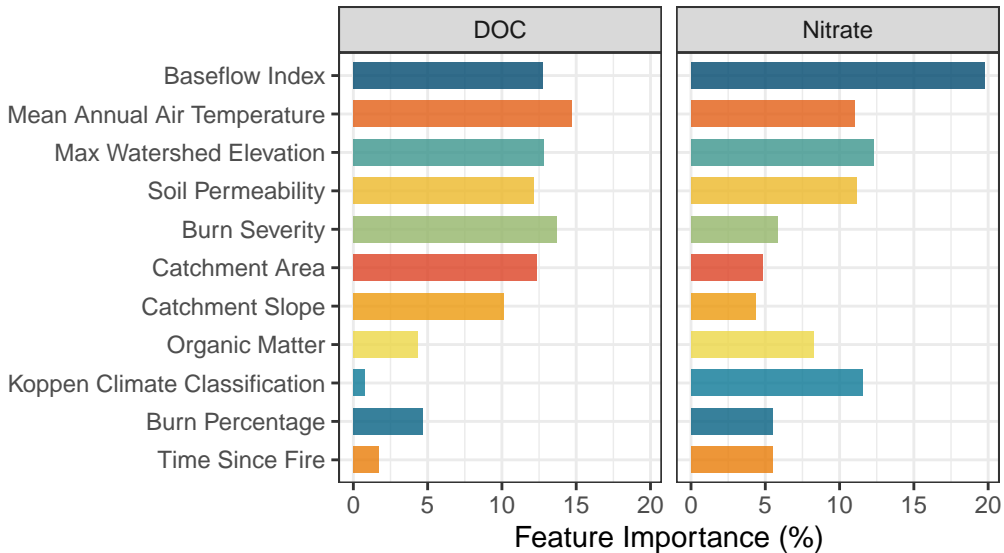 DOC
Nitrate
Baseflow Index
Mean Annual Air Temperature
Max Watershed Elevation
Soil Permeability
Burn Severity
Catchment Area
Catchment Slope
Organic Matter
Koppen Climate Classification
Burn Percentage
Time Since Fire
0 5 10 15 20
0 5 10 15 20
Feature Importance (%)